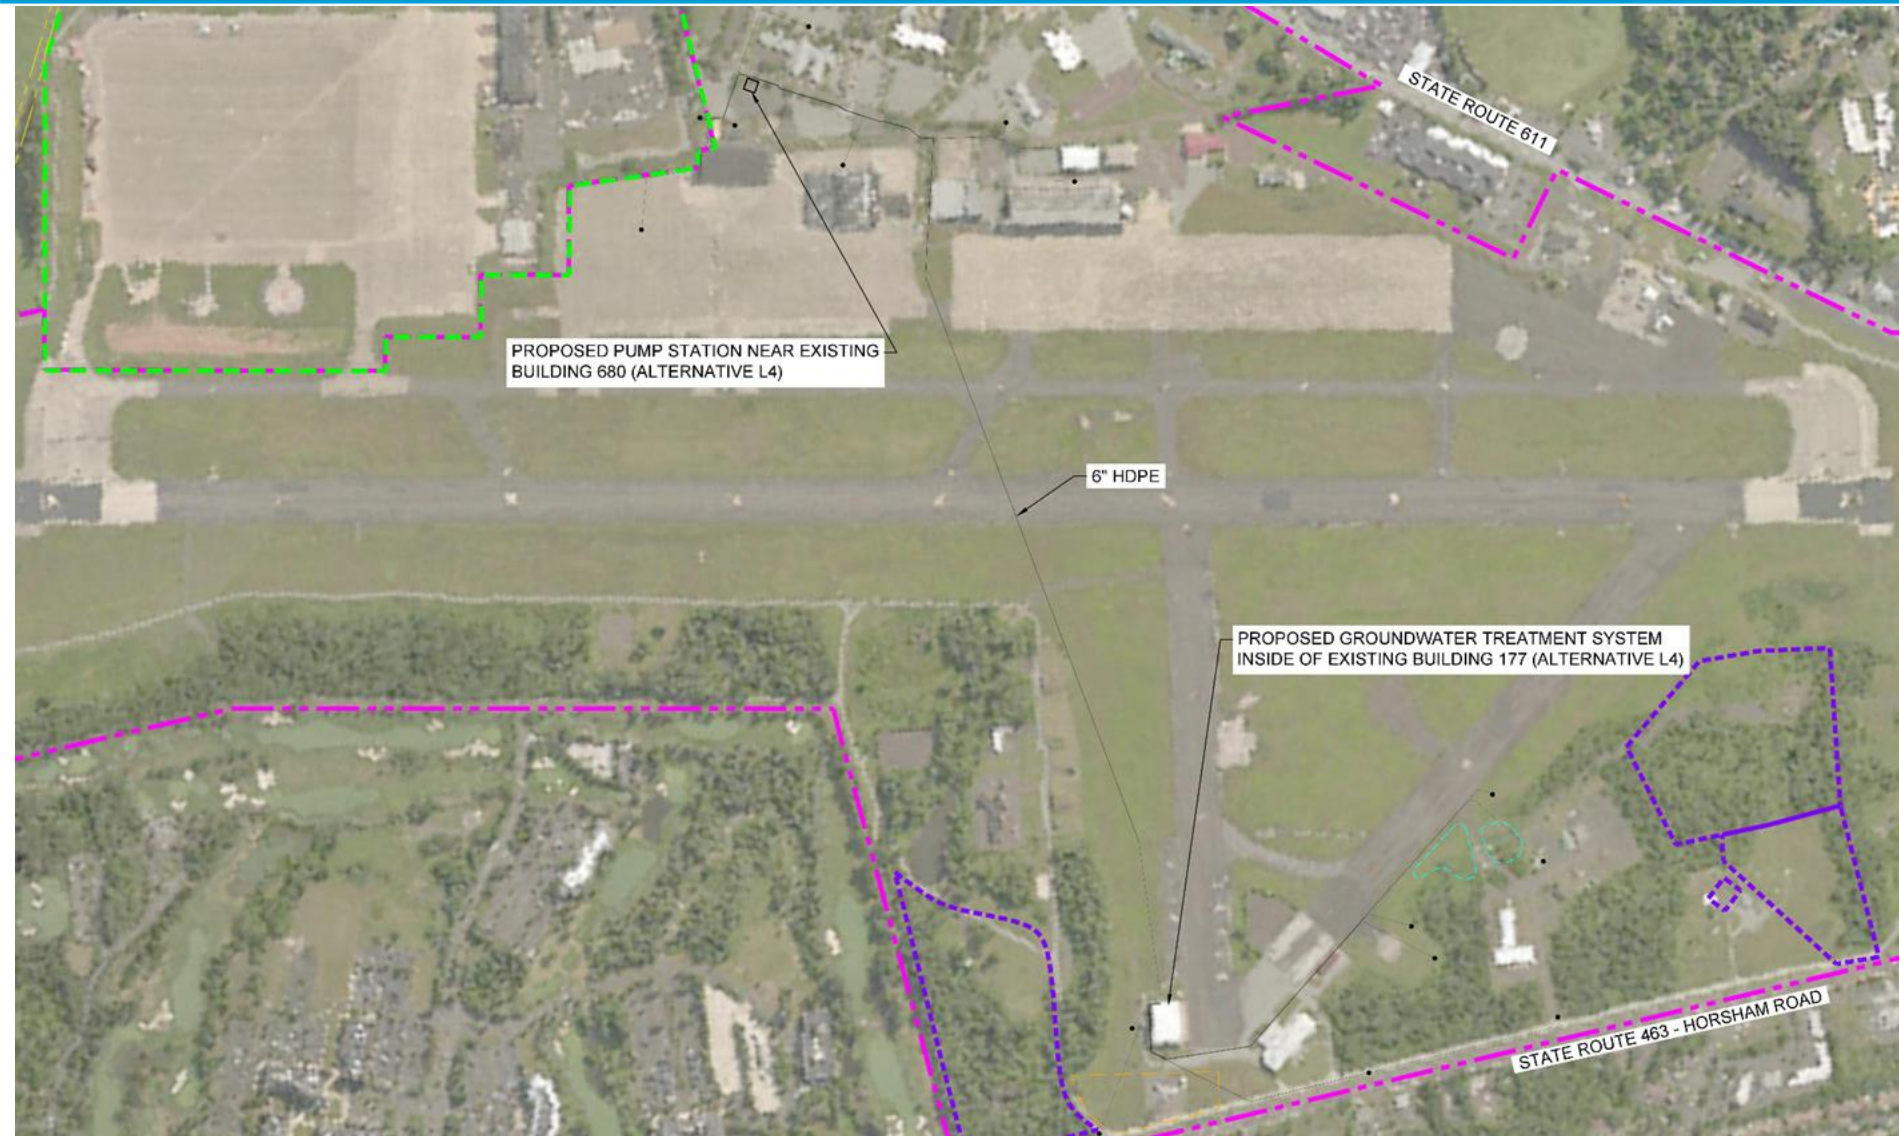 STATE ROUTE 611
PROPOSED PUMP STATION NEAR EXISTING
BUILDING 680 (ALTERNATIVE L4)
6" HDPE
PROPOSED GROUNDWATER TREATMENT SYSTEM
INSIDE OF EXISTING BUILDING 177 (ALTERNATIVE L4)
STATE ROUTE 463 - HORSHAM ROAD